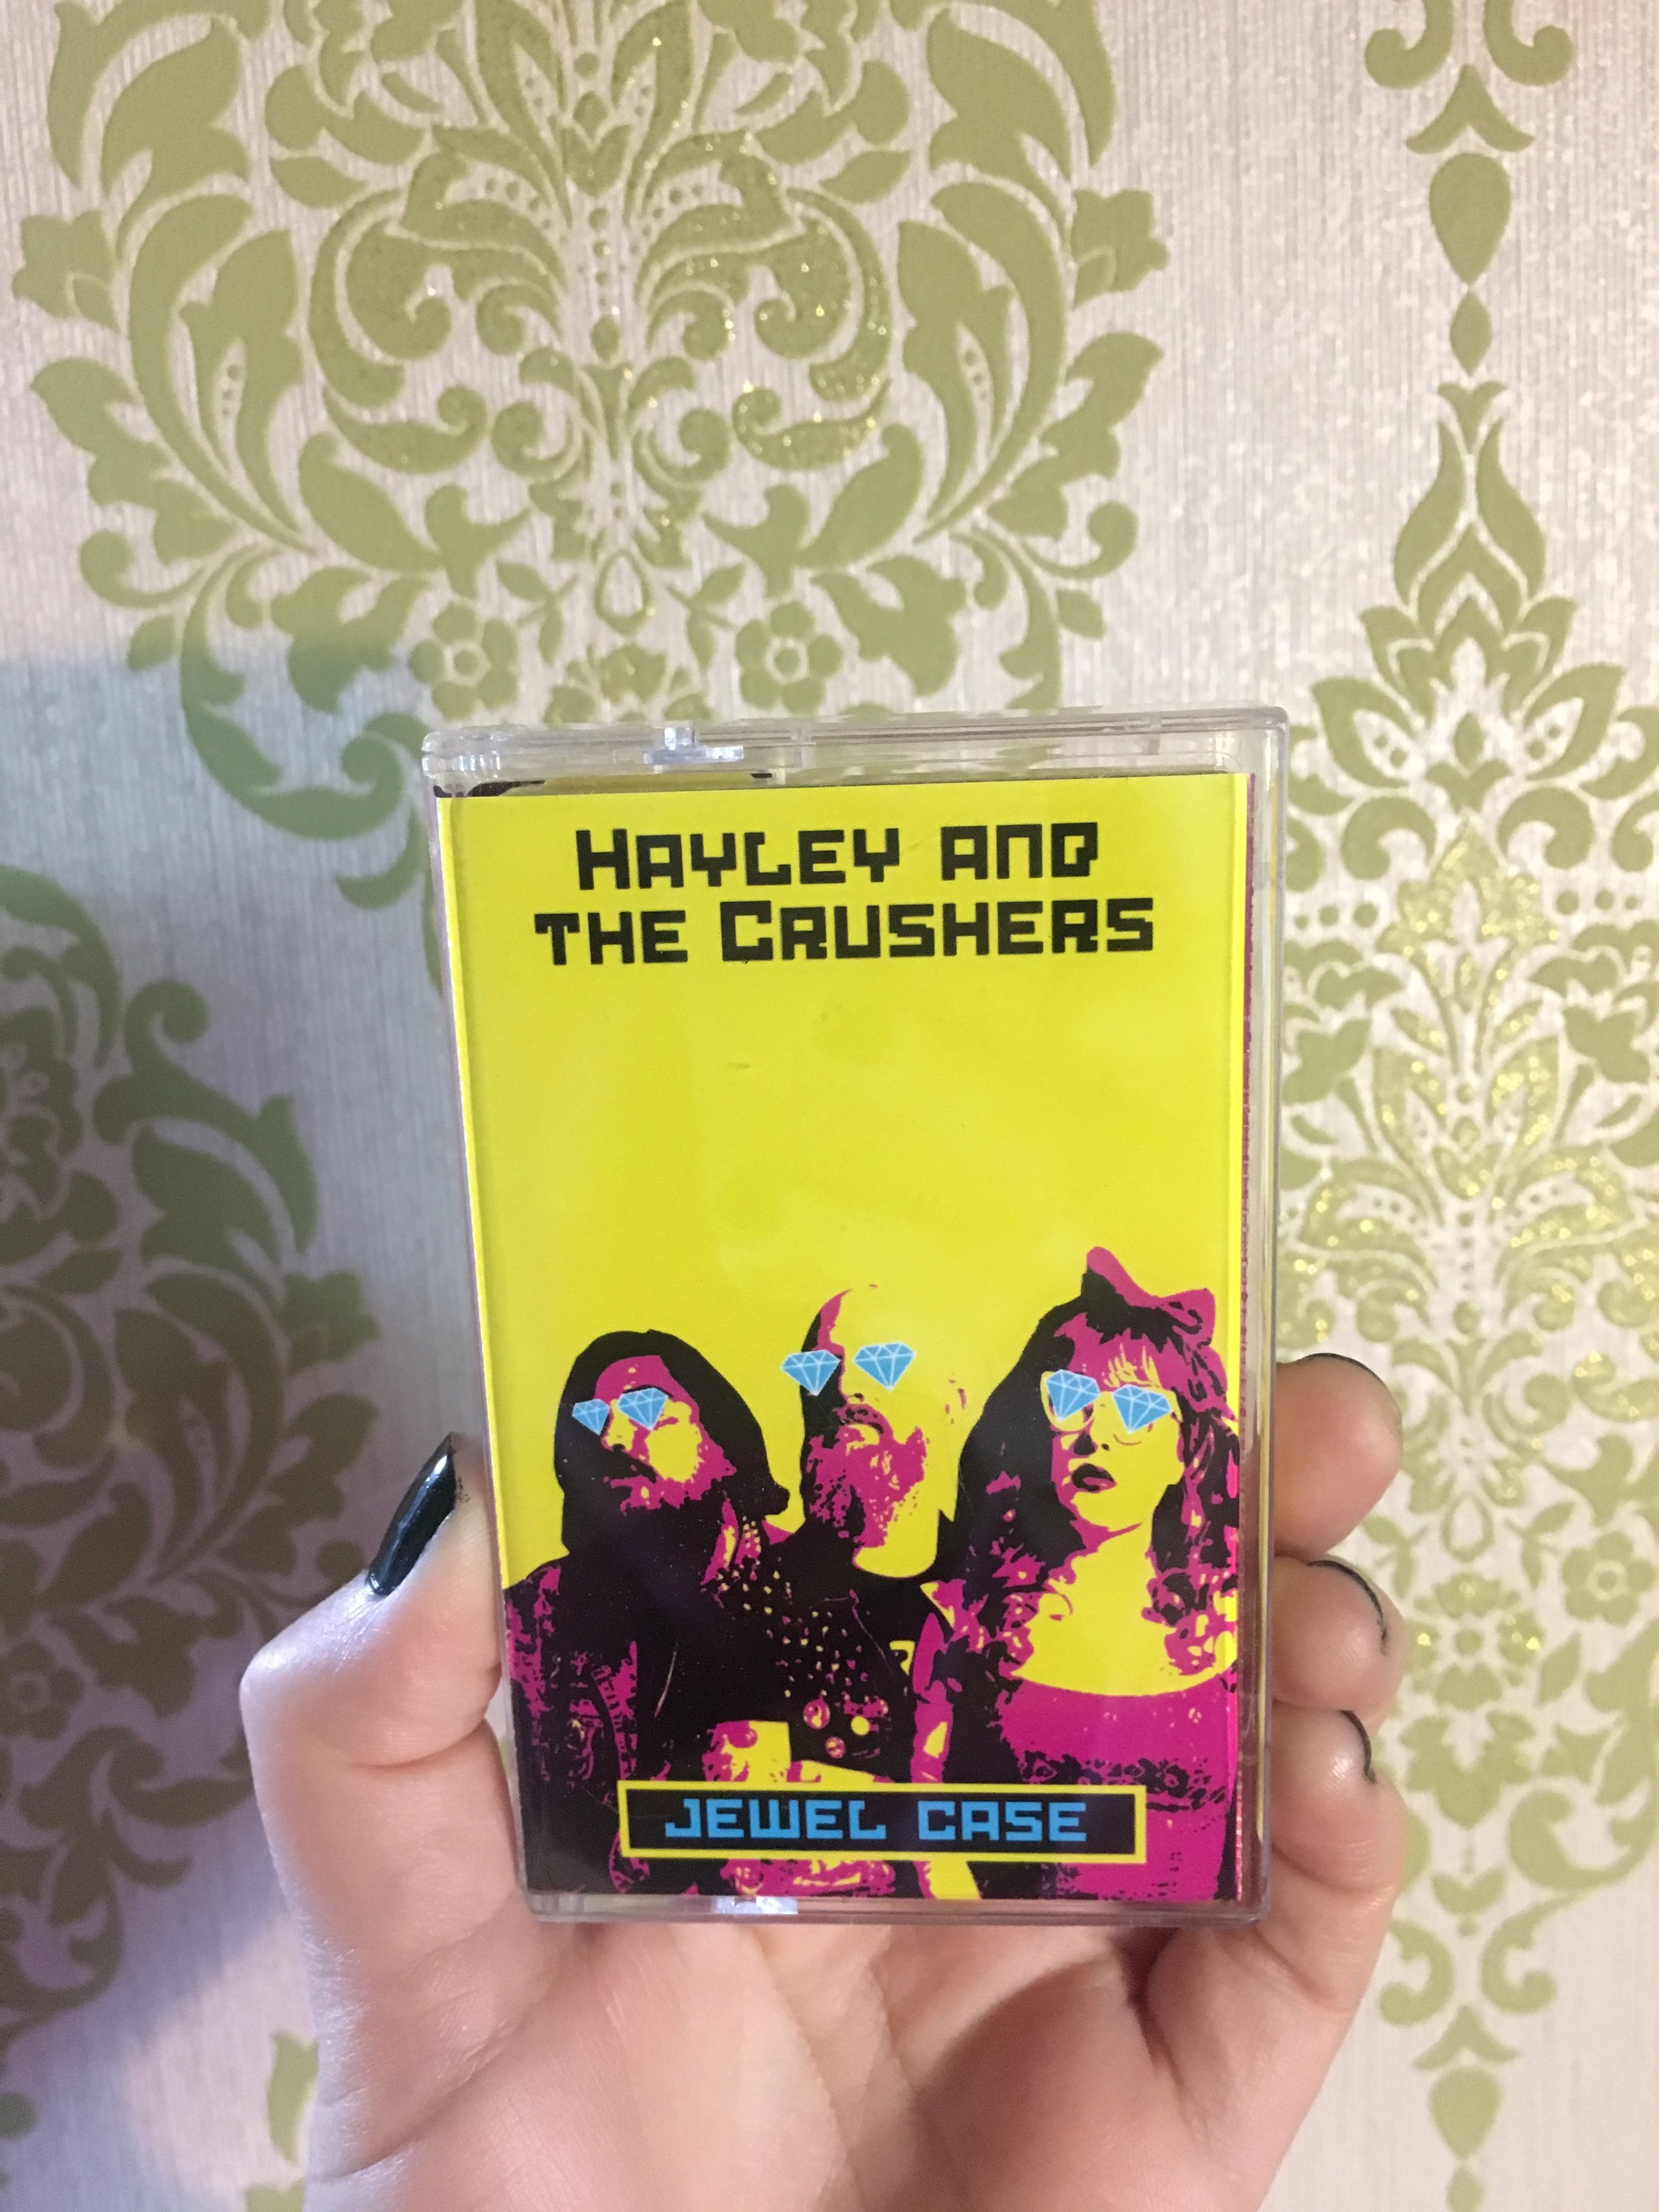 Hayley and
the Crushers
JEWEL CASE